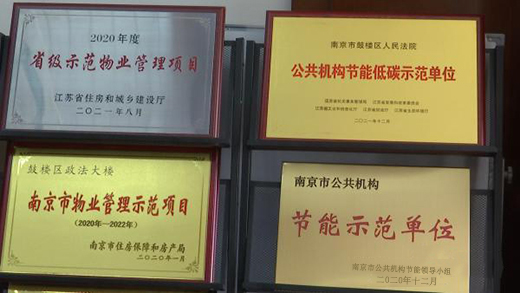 2020年度
省级示范物业管理项目
江苏省住房和城乡建设厅
二〇二一年八月
南京市鼓楼区人民法院
公共机构节能低碳示范单位
二〇二一年十二月
鼓楼区政法大楼
南京市物业管理示范项目
（2020年—2022年）
南京市住房保障和房产局
二〇二〇年一月
南京市公共机构
节能示范单位
南京市公共机构节能领导小组
二〇二〇年十二月